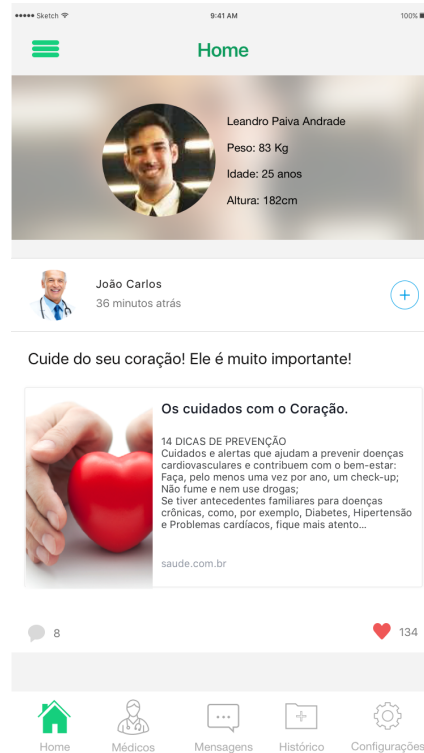 Sketch 9:41 AM 100%
Home
Leandro Paiva Andrade
Peso: 83 Kg
Idade: 25 anos
Altura: 182cm
João Carlos
36 minutos atrás
Cuide do seu coração! Ele é muito importante!
Os cuidados com o Coração.
14 DICAS DE PREVENÇÃO
Cuidados e alertas que ajudam a prevenir doenças
cardiovasculares e contribuem com o bem-estar:
Faça, pelo menos uma vez por ano, um check-up;
Não fume e nem use drogas;
Se tiver antecedentes familiares para doenças
crônicas, como, por exemplo, Diabetes, Hipertensão
e Problemas cardíacos, fique mais atento...
saude.com.br
8 134
Home Médicos Mensagens Histórico Configurações